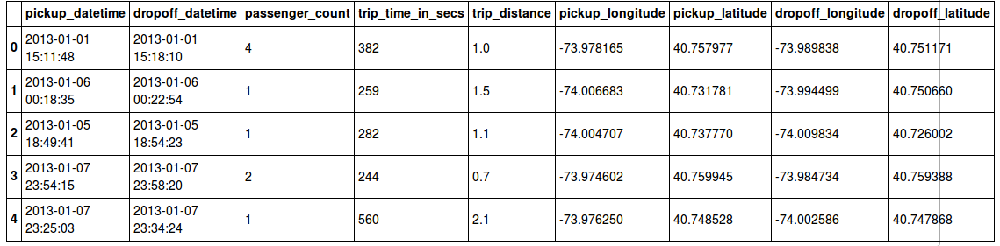 pickup_datetime dropoff_datetime passenger_count trip_time_in_secs trip_distance pickup_longitude pickup_latitude dropoff_longitude dropoff_latitude
0 2013-01-01 15:11:48 2013-01-01 15:18:10 4 382 1.0 -73.978165 40.757977 -73.989838 40.751171
1 2013-01-06 00:18:35 2013-01-06 00:22:54 1 259 1.5 -74.006683 40.731781 -73.994499 40.750660
2 2013-01-05 18:49:41 2013-01-05 18:54:23 1 282 1.1 -74.004707 40.737770 -74.009834 40.726002
3 2013-01-07 23:54:15 2013-01-07 23:58:20 2 244 0.7 -73.974602 40.759945 -73.984734 40.759388
4 2013-01-07 23:25:03 2013-01-07 23:34:24 1 560 2.1 -73.976250 40.748528 -74.002586 40.747868